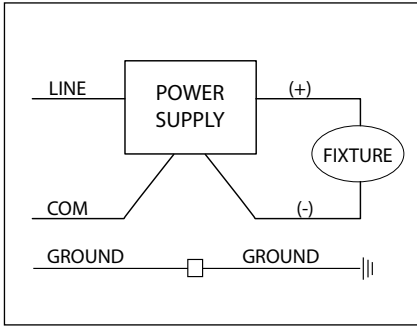 LINE
POWER
SUPPLY
(+)
FIXTURE
COM
(-)
GROUND
GROUND